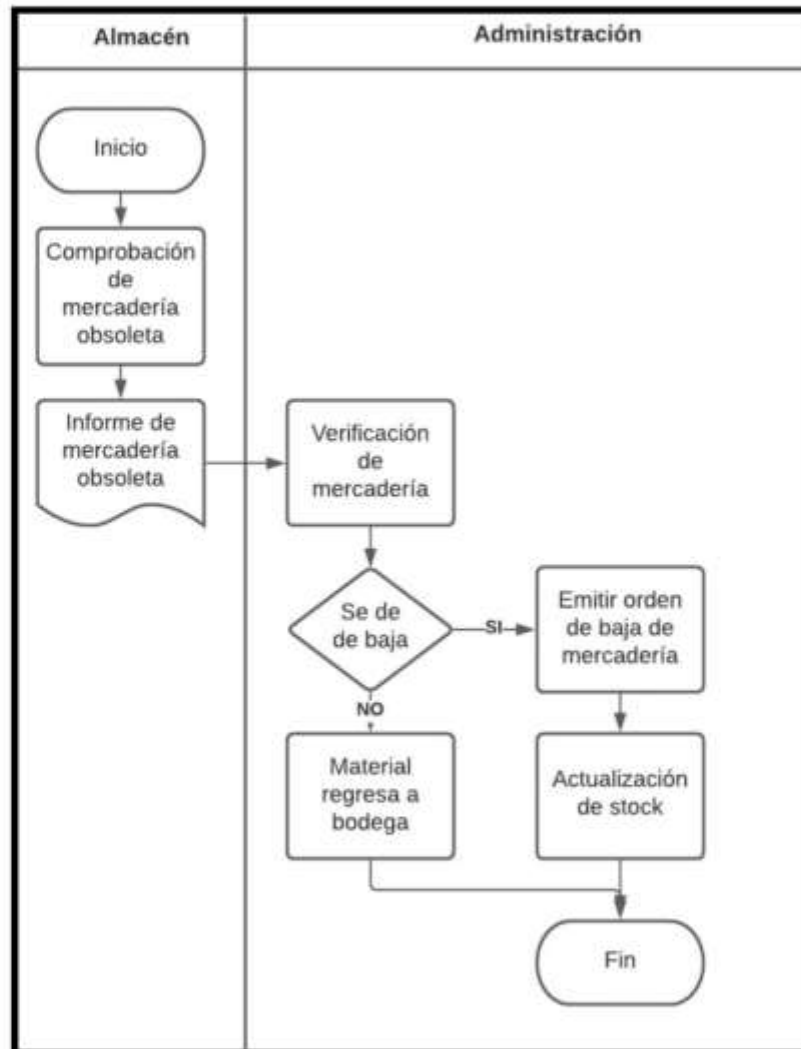 Almacén
Administración
Inicio
Comprobación
de
mercadería
obsoleta
Informe de
mercadería
obsoleta
Verificación
de
mercadería
Se de
de baja
SI
Emitir orden
de baja de
mercadería
NO
Material
regresa a
bodega
Actualización
de stock
Fin